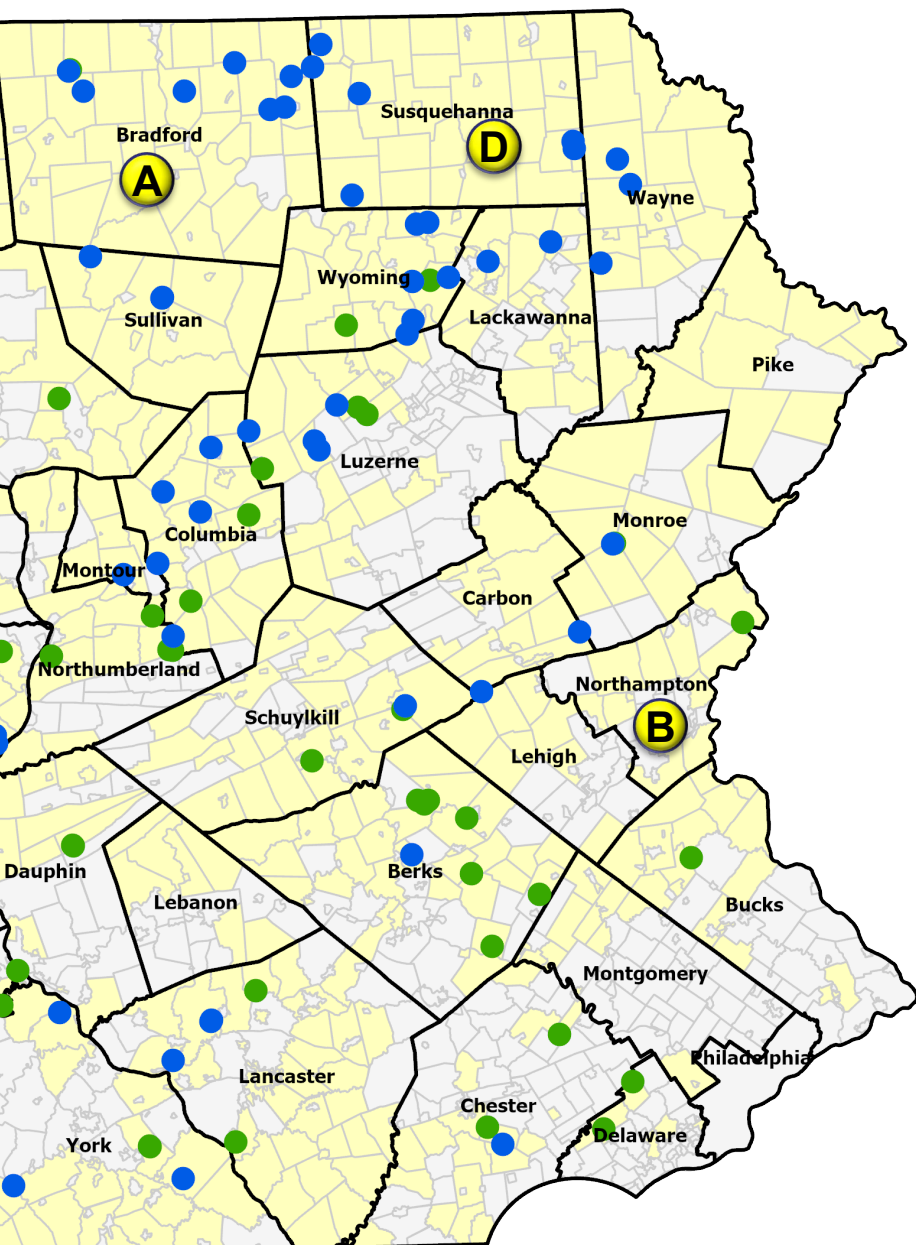 Susquehanna
Bradford
D
A
Wayne
Wyoming
Sullivan
Lackawanna
Pike
Luzerne
Monroe
Columbia
Montour
Carbon
Northumberland
Northampton
Schuylkill
B
Lehigh
Dauphin
Berks
Lebanon
Bucks
Montgomery
Philadelphia
Lancaster
Chester
Delaware
York